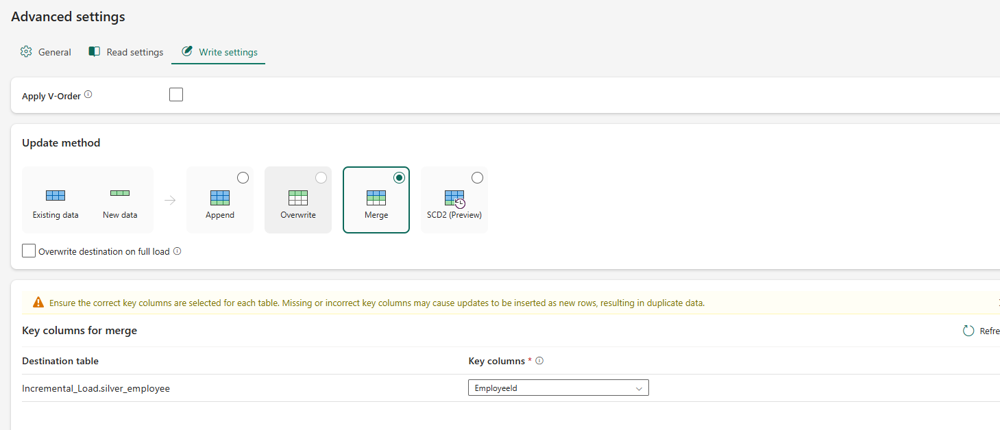 Advanced settings
General Read settings Write settings
Apply V-Order
Update method
Existing data New data Append Overwrite Merge SCD2 (Preview)
Overwrite destination on full load
Ensure the correct key columns are selected for each table. Missing or incorrect key columns may cause updates to be inserted as new rows, resulting in duplicate data.
Key columns for merge Refre
Destination table Key columns *
Incremental_Load.silver_employee EmployeeId